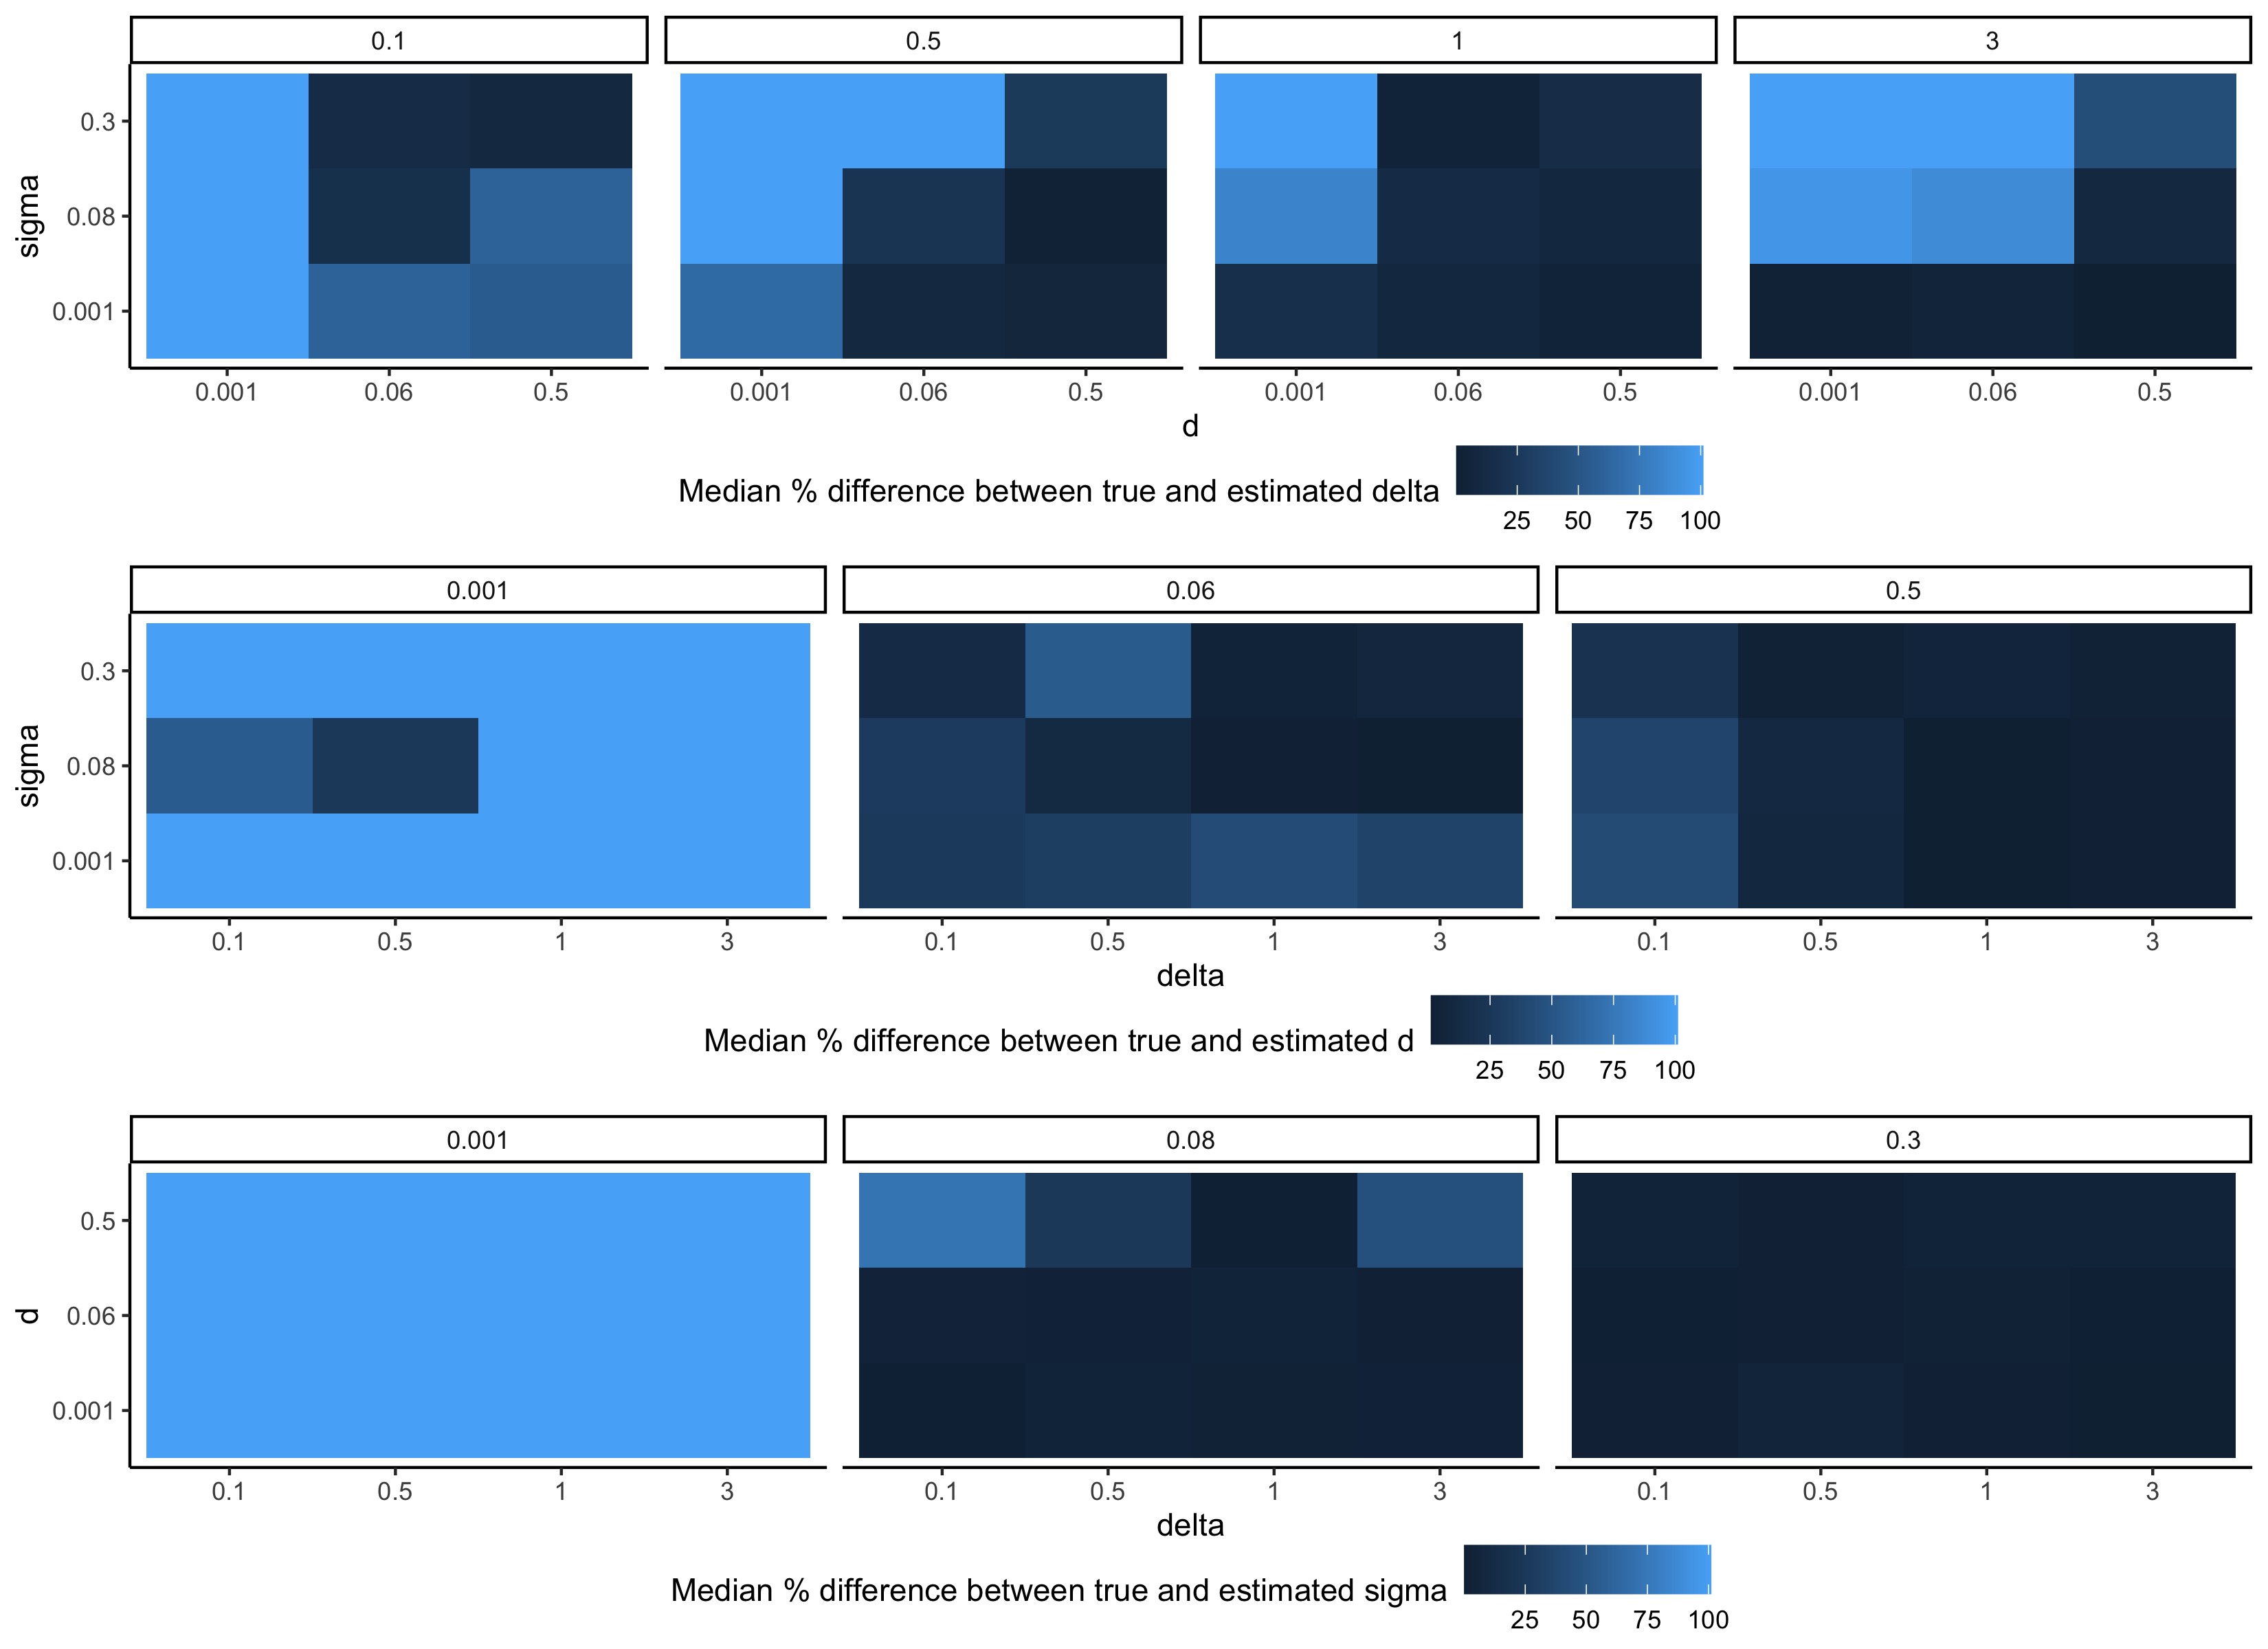 0.1 0.5 1 3
sigma
0.3
0.08
0.001
0.001 0.06 0.5 0.001 0.06 0.5 0.001 0.06 0.5 0.001 0.06 0.5
d
Median % difference between true and estimated delta
25 50 75 100
0.001 0.06 0.5
sigma
0.3
0.08
0.001
0.1 0.5 1 3 0.1 0.5 1 3 0.1 0.5 1 3
delta
Median % difference between true and estimated d
25 50 75 100
0.001 0.08 0.3
d
0.5
0.06
0.001
0.1 0.5 1 3 0.1 0.5 1 3 0.1 0.5 1 3
delta
Median % difference between true and estimated sigma
25 50 75 100